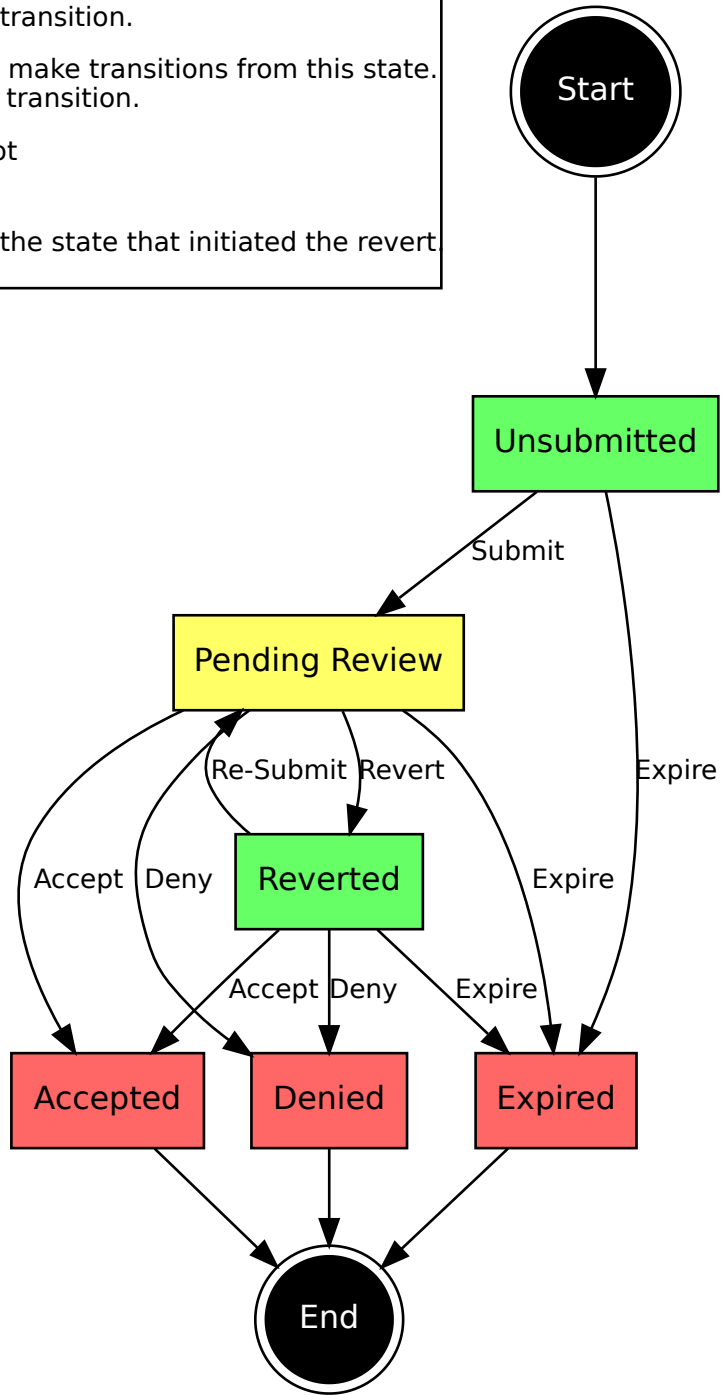 transition.
make transitions from this state.
transition.
the state that initiated the revert.
Start
Unsubmitted
Submit
Pending Review
Re-Submit
Revert
Expire
Accept
Deny
Reverted
Expire
Accept
Deny
Expire
Accepted
Denied
Expired
End